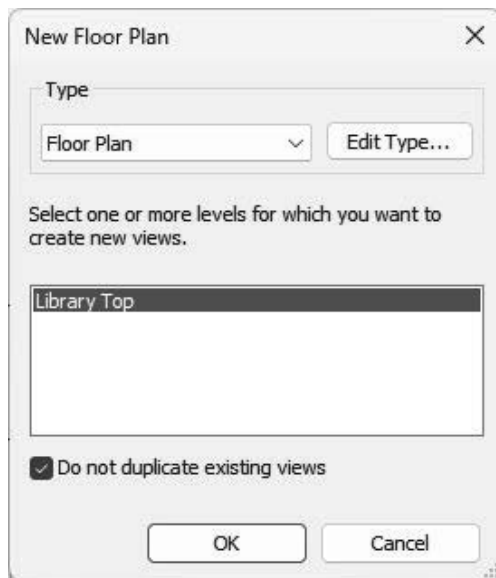 New Floor Plan
Type
Floor Plan
Edit Type...
Select one or more levels for which you want to
create new views.
Library Top
Do not duplicate existing views
OK
Cancel